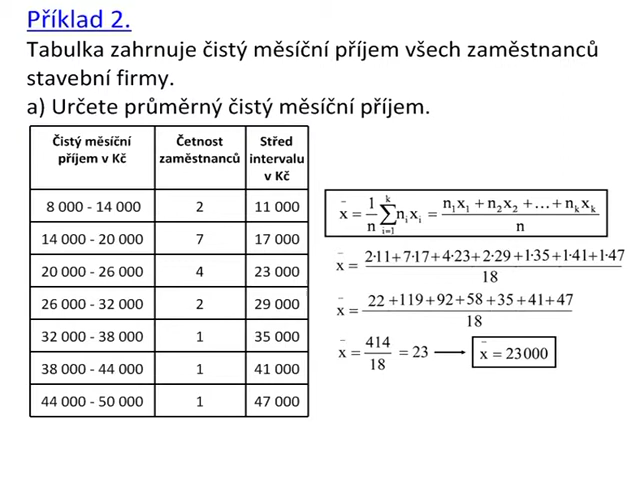 Příklad 2.
Tabulka zahrnuje čistý měsíční příjem všech zaměstnanců
stavební firmy.
a) Určete průměrný čistý měsíční příjem.
Čistý měsíční příjem v Kč | Četnost zaměstnanců | Střed intervalu v Kč
8 000 - 14 000 | 2 | 11 000
14 000 - 20 000 | 7 | 17 000
20 000 - 26 000 | 4 | 23 000
26 000 - 32 000 | 2 | 29 000
32 000 - 38 000 | 1 | 35 000
38 000 - 44 000 | 1 | 41 000
44 000 - 50 000 | 1 | 47 000
x̄ = 1/n ∑_{i=1}^{k} nᵢxᵢ = (n₁x₁ + n₂x₂ + … + nₖxₖ)/n
x̄ = (2·11+7·17+4·23+2·29+1·35+1·41+1·47)/18
x̄ = (22+119+92+58+35+41+47)/18
x̄ = 414/18 = 23 → x̄ = 23000